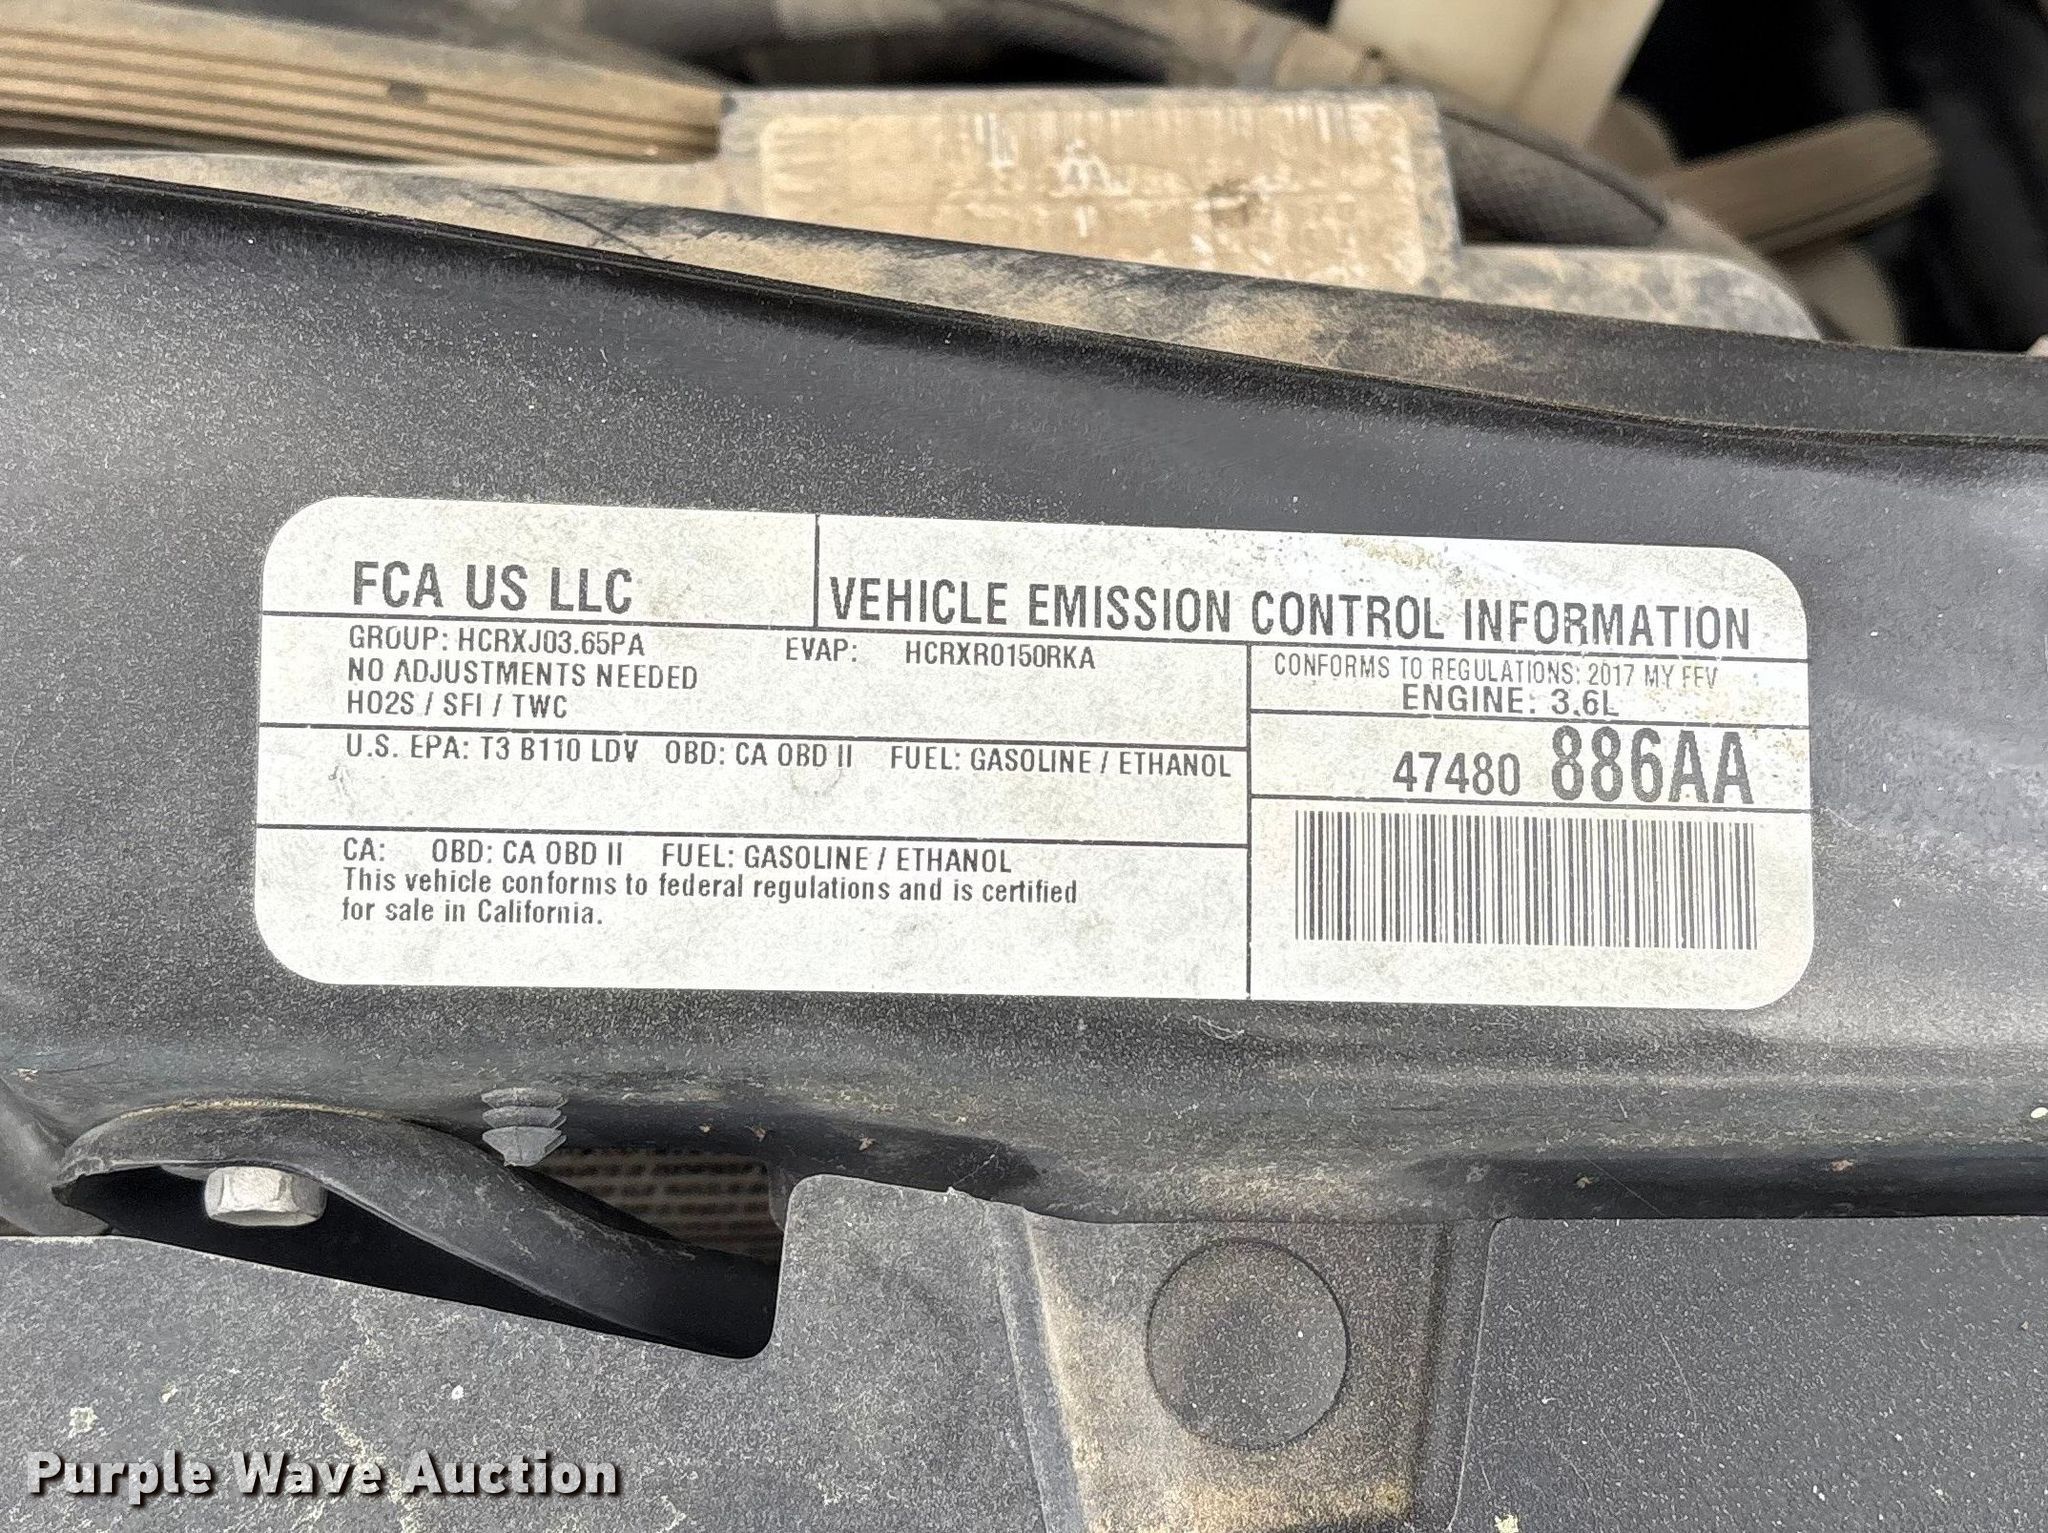 FCA US LLC
VEHICLE EMISSION CONTROL INFORMATION
GROUP: HCRXJ03.65PA EVAP: HCRXR0150RKA
NO ADJUSTMENTS NEEDED
HO2S / SFI / TWC
CONFORMS TO REGULATIONS: 2017 MY FFV
ENGINE: 3.6L
U.S. EPA: T3 B110 LDV OBD: CA OBD II FUEL: GASOLINE / ETHANOL
47480 886AA
CA: OBD: CA OBD II FUEL: GASOLINE / ETHANOL
This vehicle conforms to federal regulations and is certified
for sale in California.
Purple Wave Auction